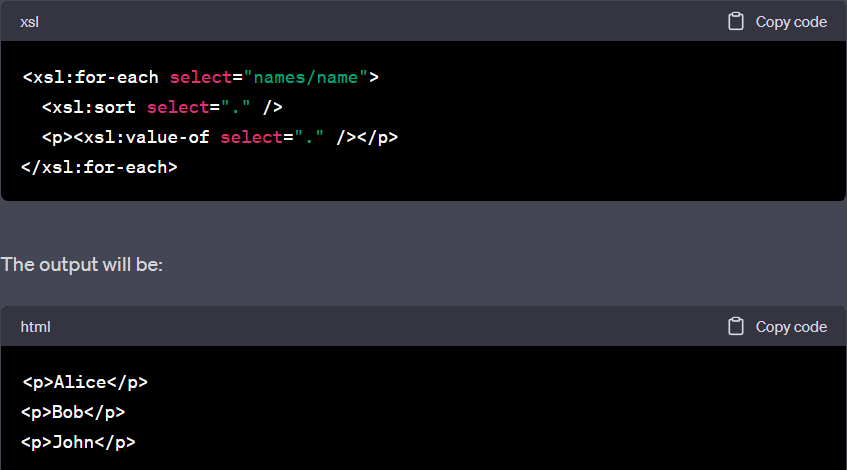 xsl
Copy code
<xsl:for-each select="names/name">
  <xsl:sort select="." />
  <p><xsl:value-of select="." /></p>
</xsl:for-each>
The output will be:
html
Copy code
<p>Alice</p>
<p>Bob</p>
<p>John</p>